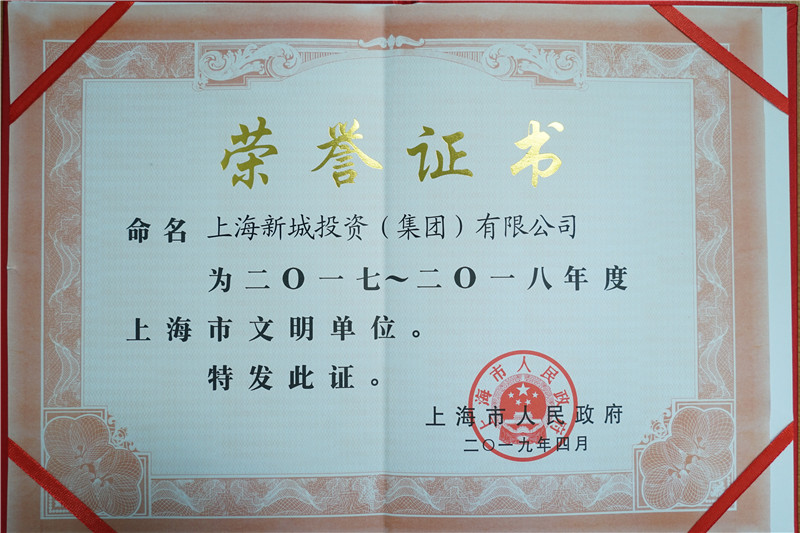 荣誉证书
命名 上海新城投资（集团）有限公司
为二〇一七～二〇一八年度
上海市文明单位。
特发此证。
上海市人民政府
上海市人民政府
二〇一九年四月